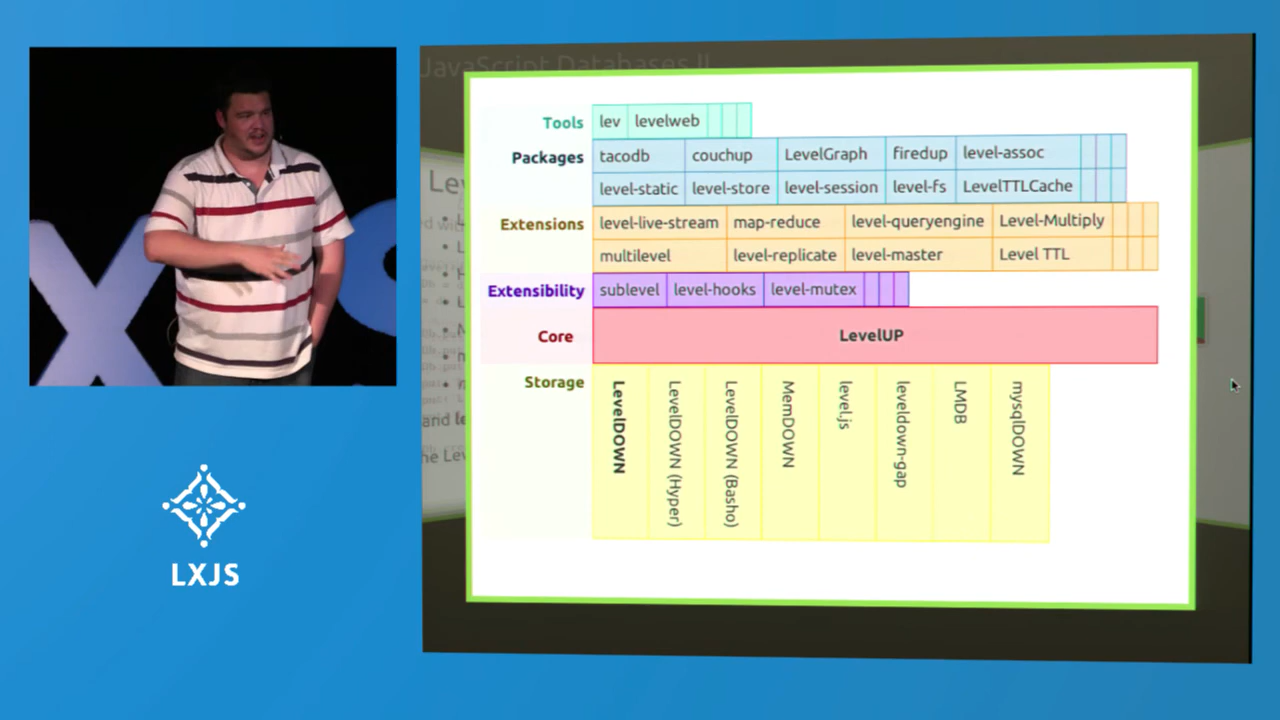 JavaScript Databases II
Tools lev levelweb
Packages tacodb couchup LevelGraph firedup level-assoc
level-static level-store level-session level-fs LevelTTLCache
Extensions level-live-stream map-reduce level-queryengine Level-Multiply
multilevel level-replicate level-master Level TTL
Extensibility sublevel level-hooks level-mutex
Core LevelUP
Storage LevelDOWN LevelDOWN (Hyper) LevelDOWN (Basho) MemDOWN level.js leveldown-gap LMDB mysqlDOWN
LXJS